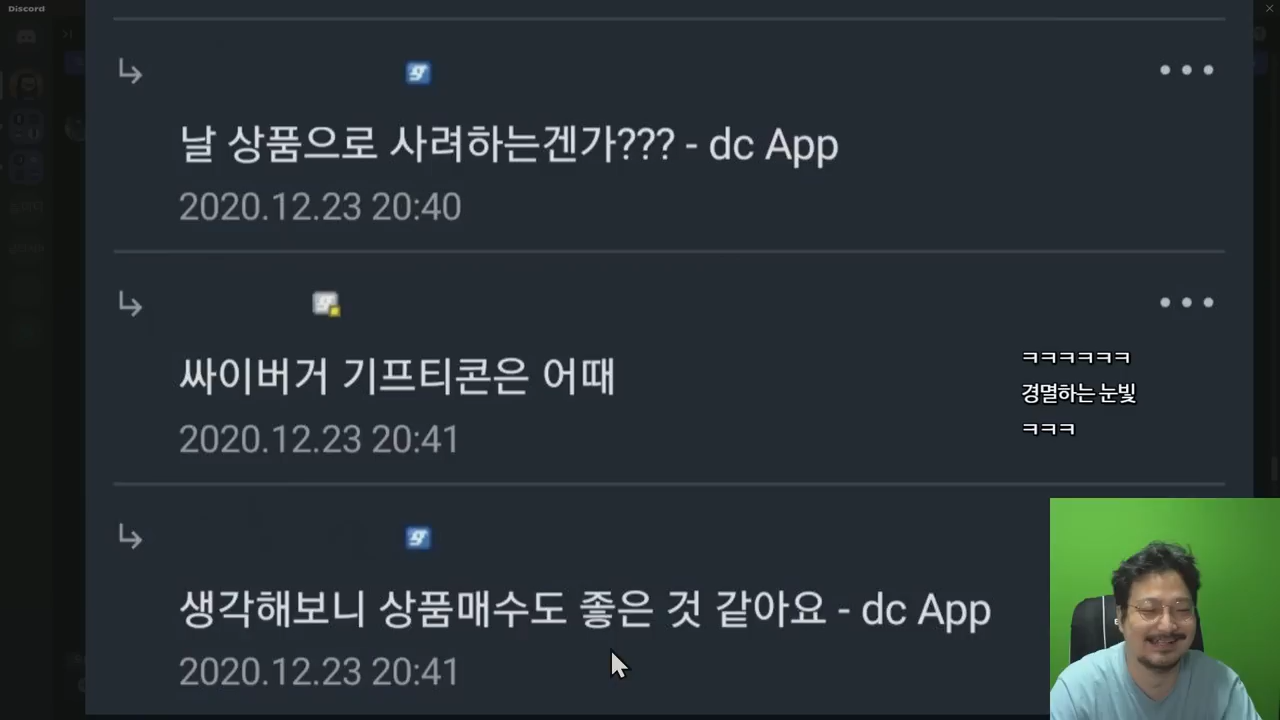 Discord
날 상품으로 사려하는겐가??? - dc App
2020.12.23 20:40
싸이버거 기프티콘은 어때
2020.12.23 20:41
ㅋㅋㅋㅋㅋㅋ
경멸하는 눈빛
ㅋㅋㅋ
생각해보니 상품매수도 좋은 것 같아요 - dc App
2020.12.23 20:41